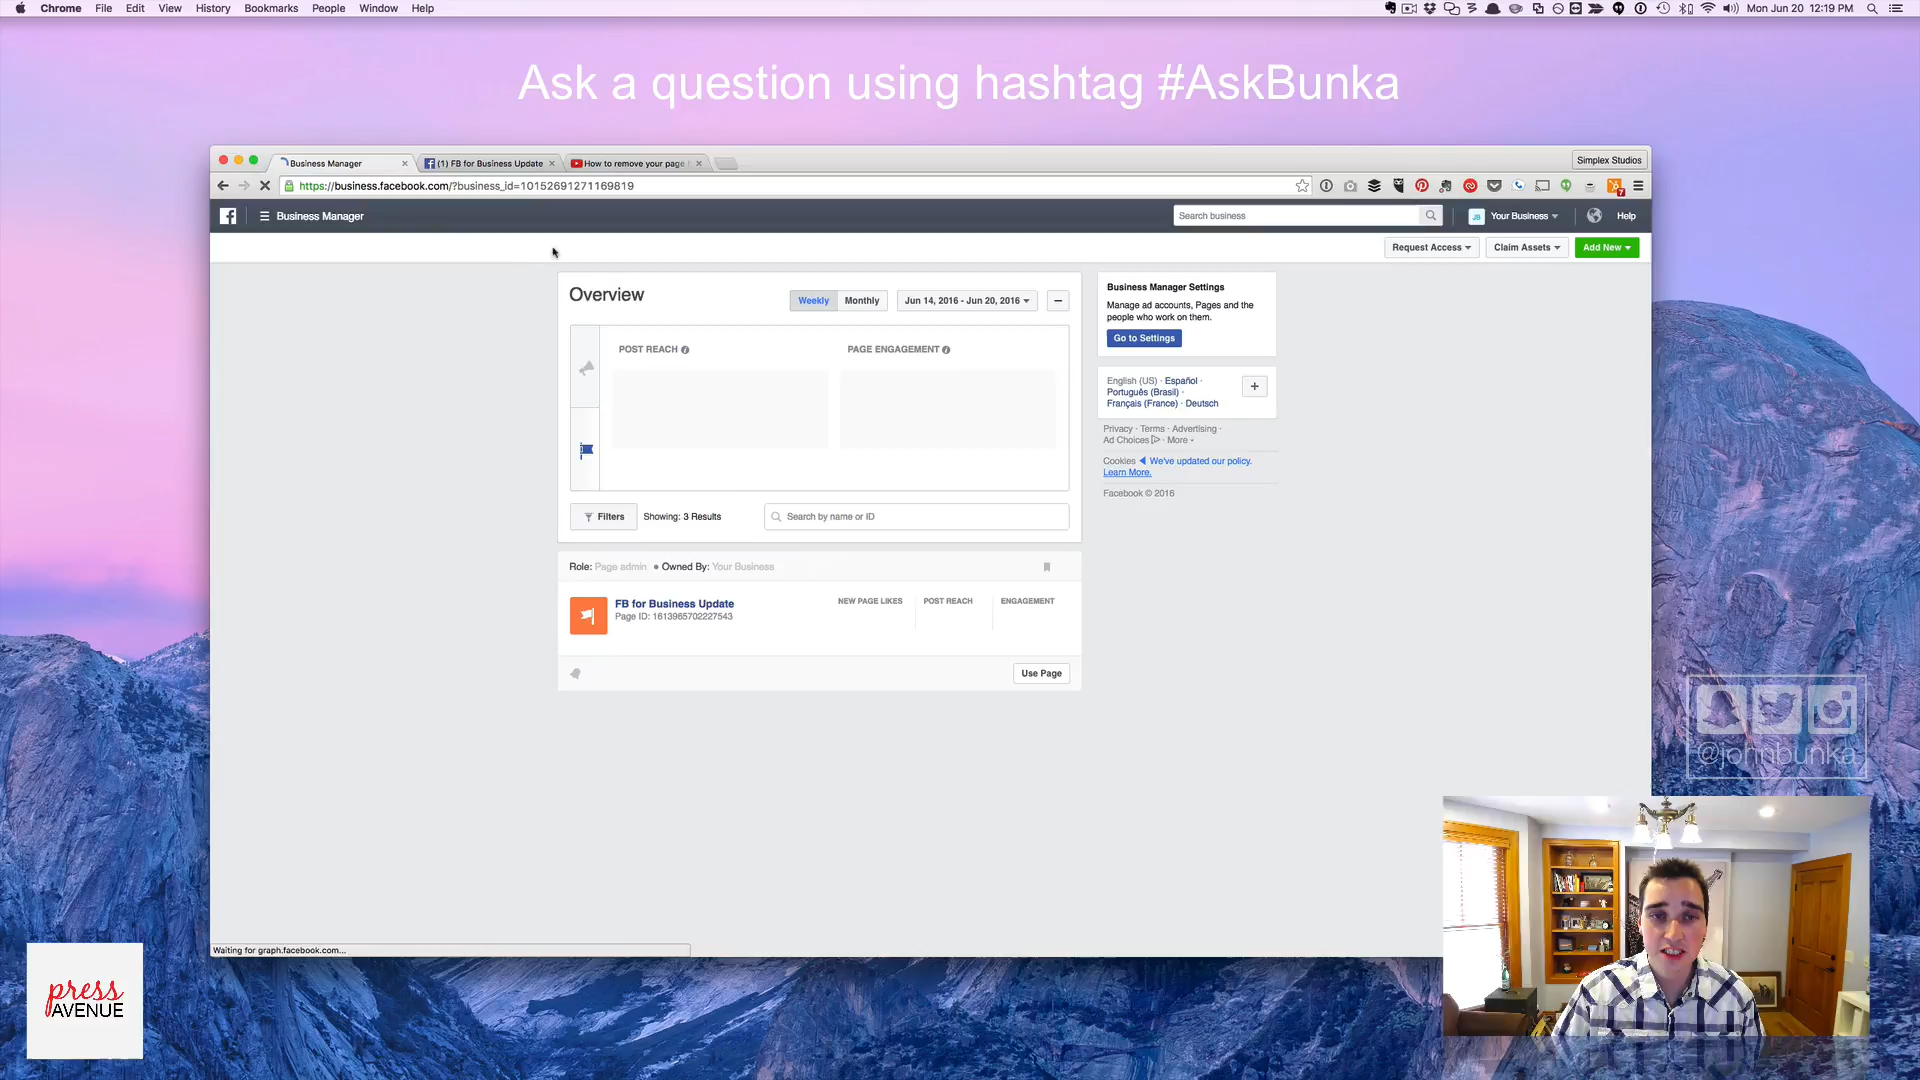 Chrome File Edit View History Bookmarks People Window Help
Mon Jun 20 12:19 PM
Ask a question using hashtag #AskBunka
Business Manager
(1) FB for Business Update
How to remove your page
Simplex Studios
https://business.facebook.com/?business_id=10152691271169819
7
Business Manager
Search business
JB
Your Business
Help
Request Access
Claim Assets
Add New
Overview
Weekly
Monthly
Jun 14, 2016 - Jun 20, 2016
POST REACH
PAGE ENGAGEMENT
Filters
Showing: 3 Results
Search by name or ID
Role: Page admin • Owned By: Your Business
FB for Business Update
Page ID: 1613965702227543
NEW PAGE LIKES
POST REACH
ENGAGEMENT
Use Page
Business Manager Settings
Manage ad accounts, Pages and the
people who work on them.
Go to Settings
English (US) · Español ·
Português (Brasil) ·
Français (France) · Deutsch
Privacy · Terms · Advertising ·
Ad Choices · More
Cookies We've updated our policy.
Learn More.
Facebook © 2016
Waiting for graph.facebook.com...
@johnbunka
press
AVENUE